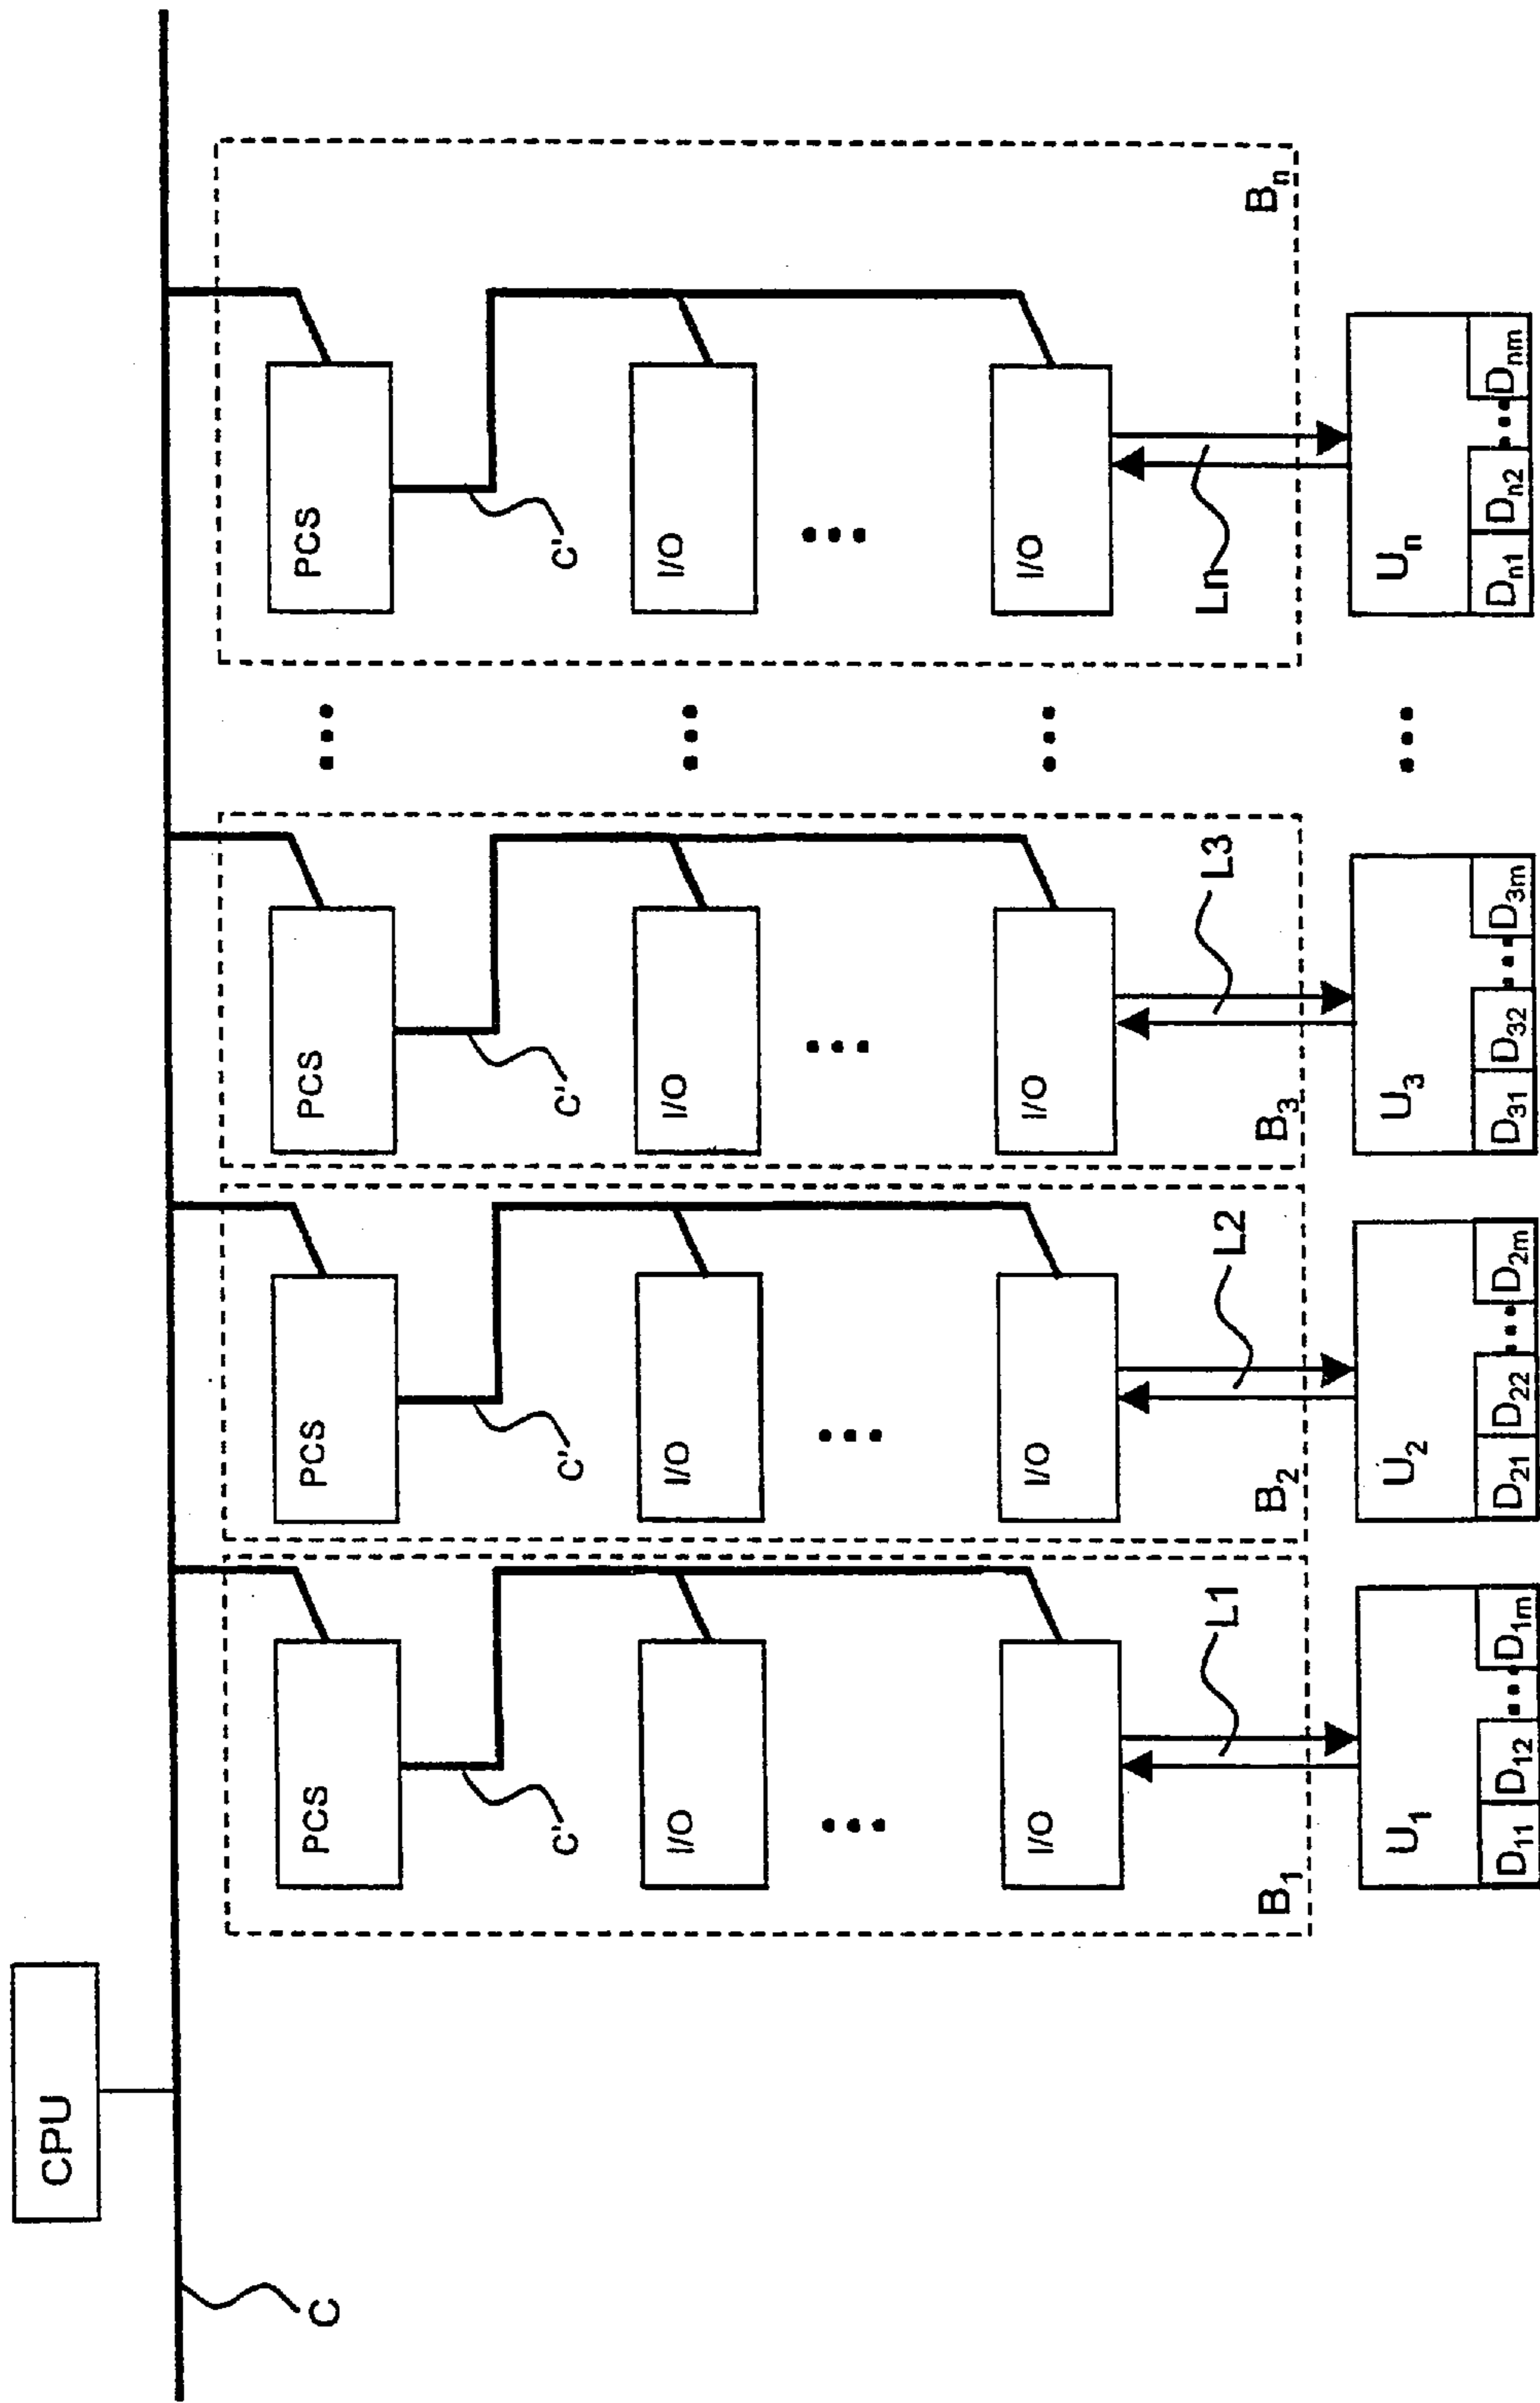 CPU
C
PCS
PCS
PCS
PCS
C'
C'
C'
C'
I/O
I/O
I/O
I/O
I/O
I/O
I/O
I/O
L1
L2
L3
Ln
B1
B2
B3
Bn
U1
U2
U3
Un
D11 D12 D1m
D21 D22 D2m
D31 D32 D3m
Dn1 Dn2 Dnm